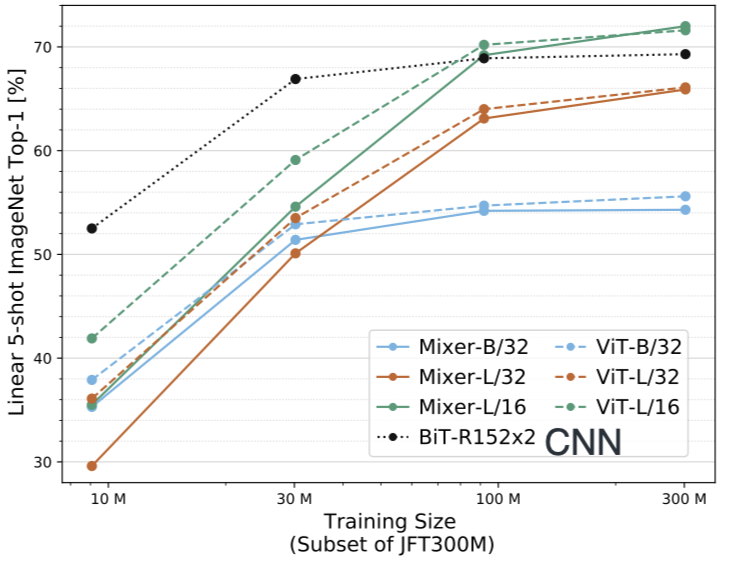 Linear 5-shot ImageNet Top-1 [%]
70
60
50
40
30
Mixer-B/32 ViT-B/32
Mixer-L/32 ViT-L/32
Mixer-L/16 ViT-L/16
BiT-R152x2 CNN
10 M 30 M 100 M 300 M
Training Size
(Subset of JFT300M)